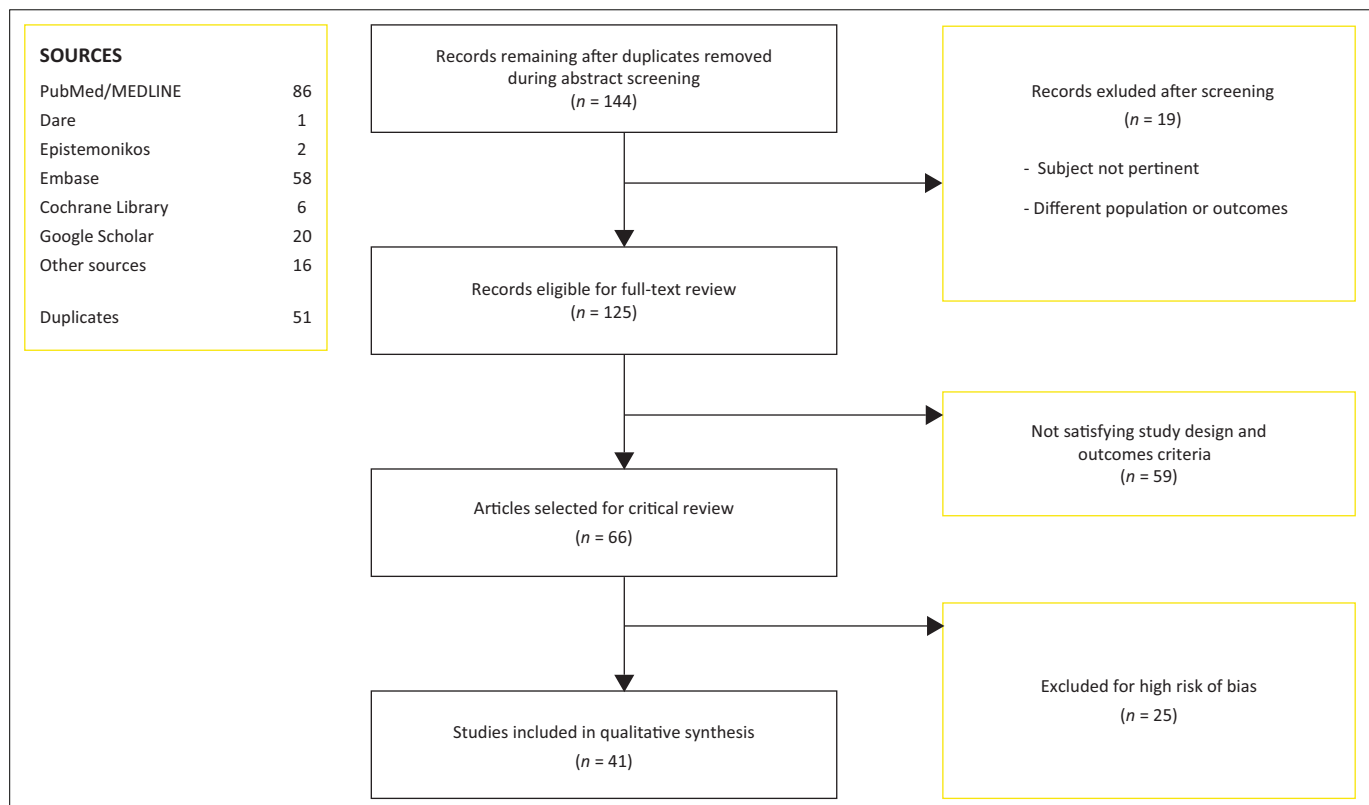 SOURCES
PubMed/MEDLINE 86
Dare 1
Epistemonikos 2
Embase 58
Cochrane Library 6
Google Scholar 20
Other sources 16
Duplicates 51
Records remaining after duplicates removed
during abstract screening
(n = 144)
Records exluded after screening
(n = 19)
- Subject not pertinent
- Different population or outcomes
Records eligible for full-text review
(n = 125)
Not satisfying study design and
outcomes criteria
(n = 59)
Articles selected for critical review
(n = 66)
Excluded for high risk of bias
(n = 25)
Studies included in qualitative synthesis
(n = 41)